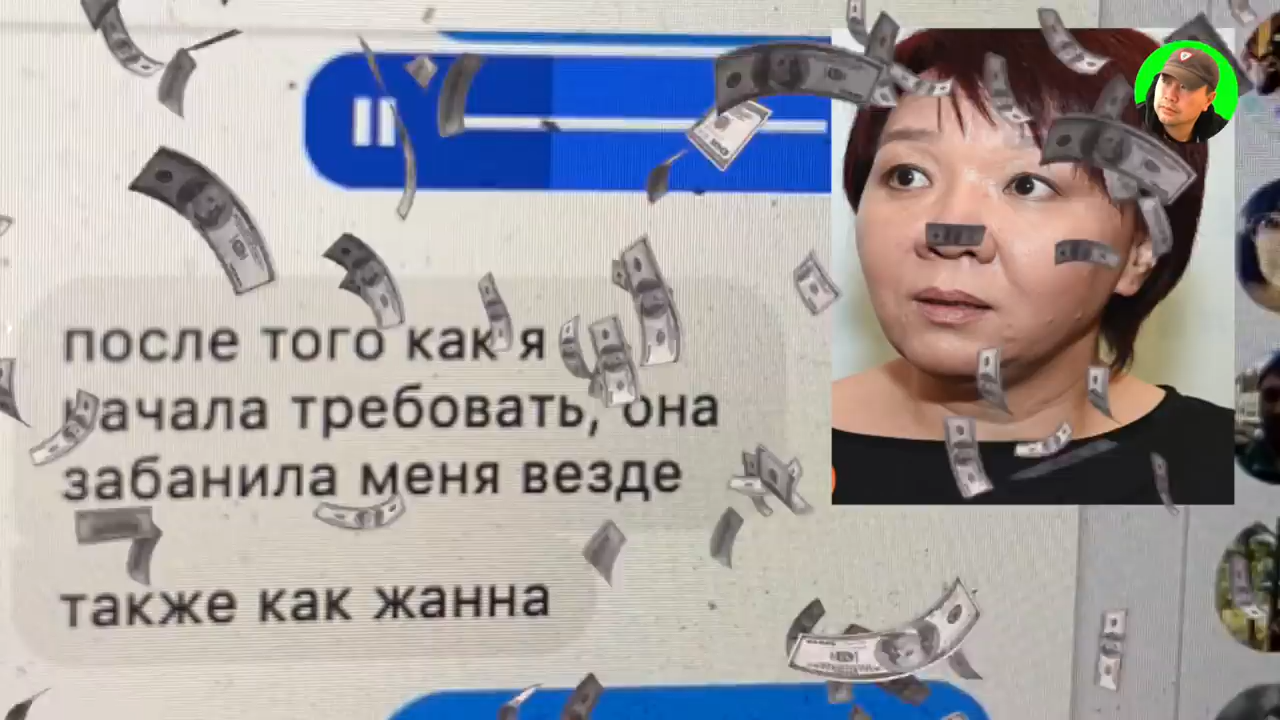 после того как я
начала требовать, она
забанила меня везде
также как жанна